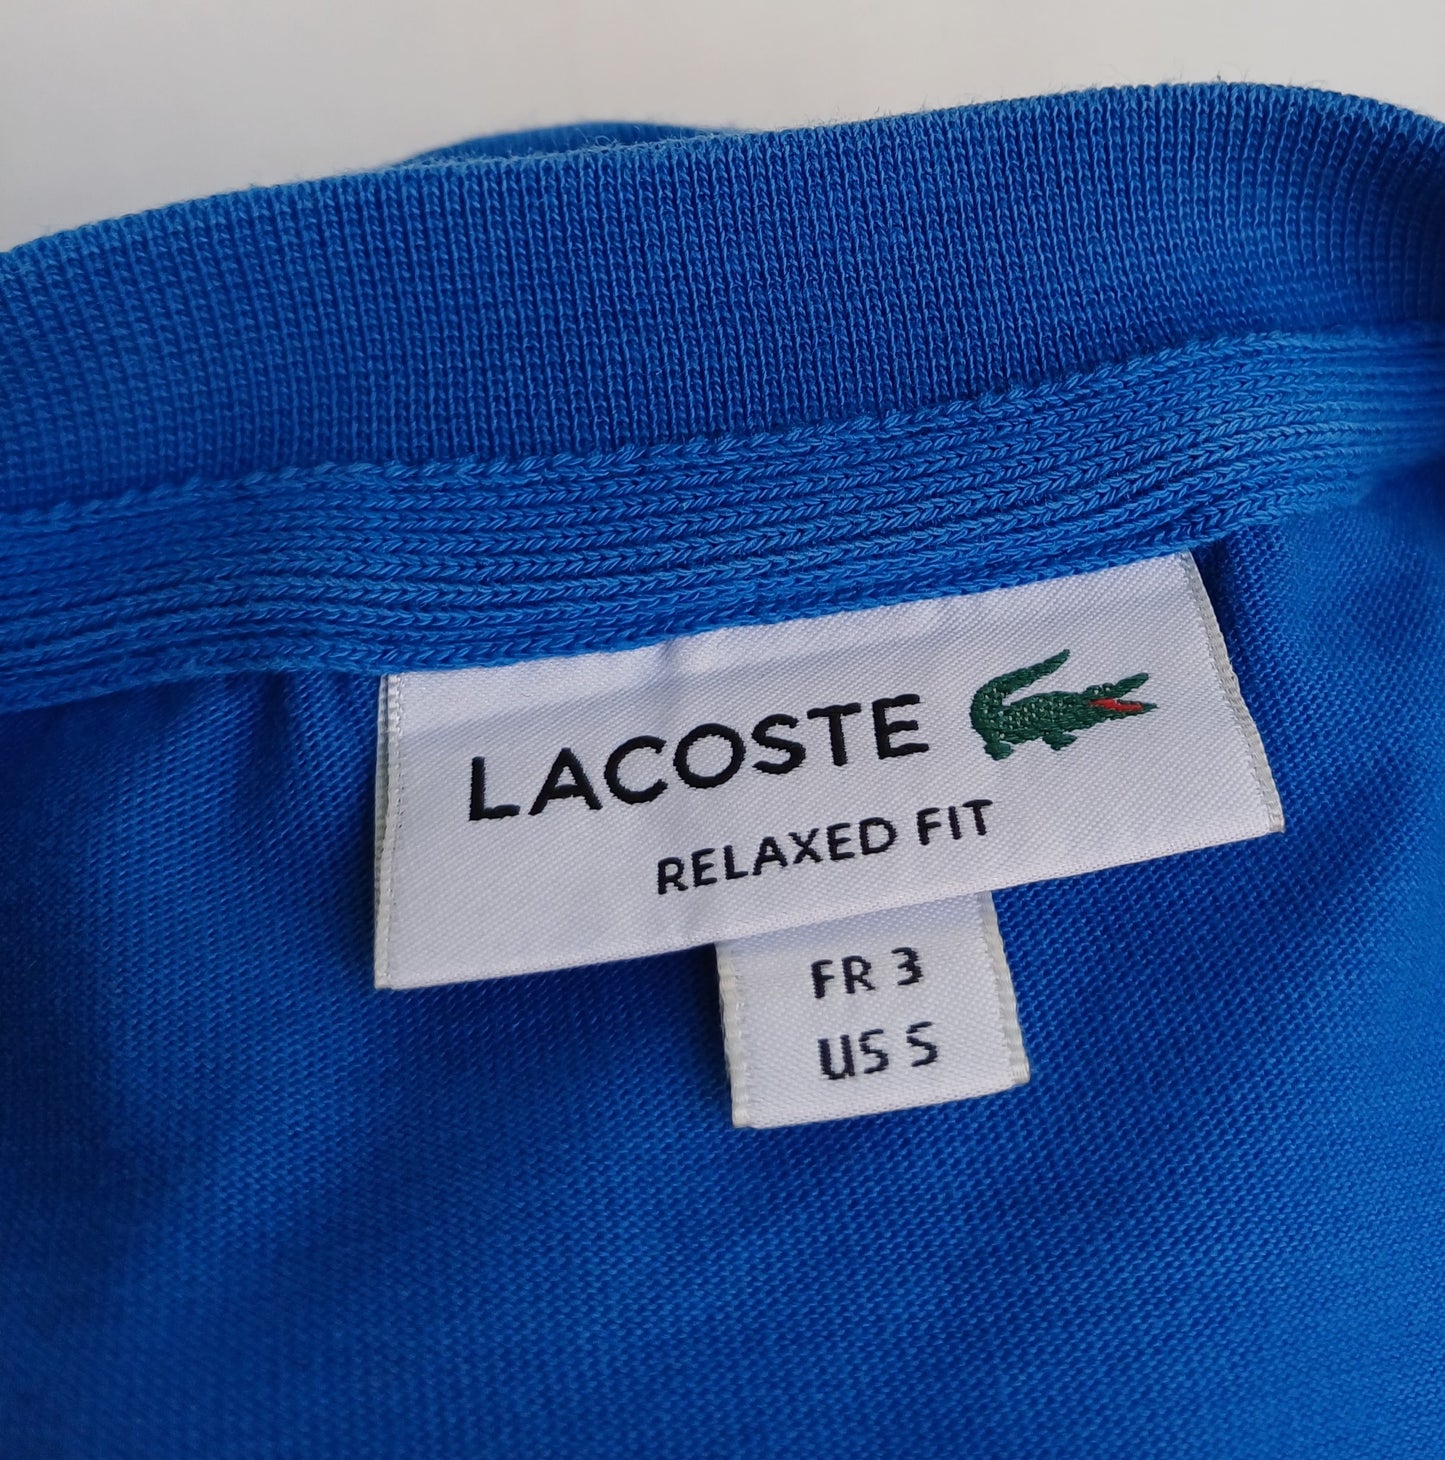 LACOSTE
RELAXED FIT
FR 3
US S